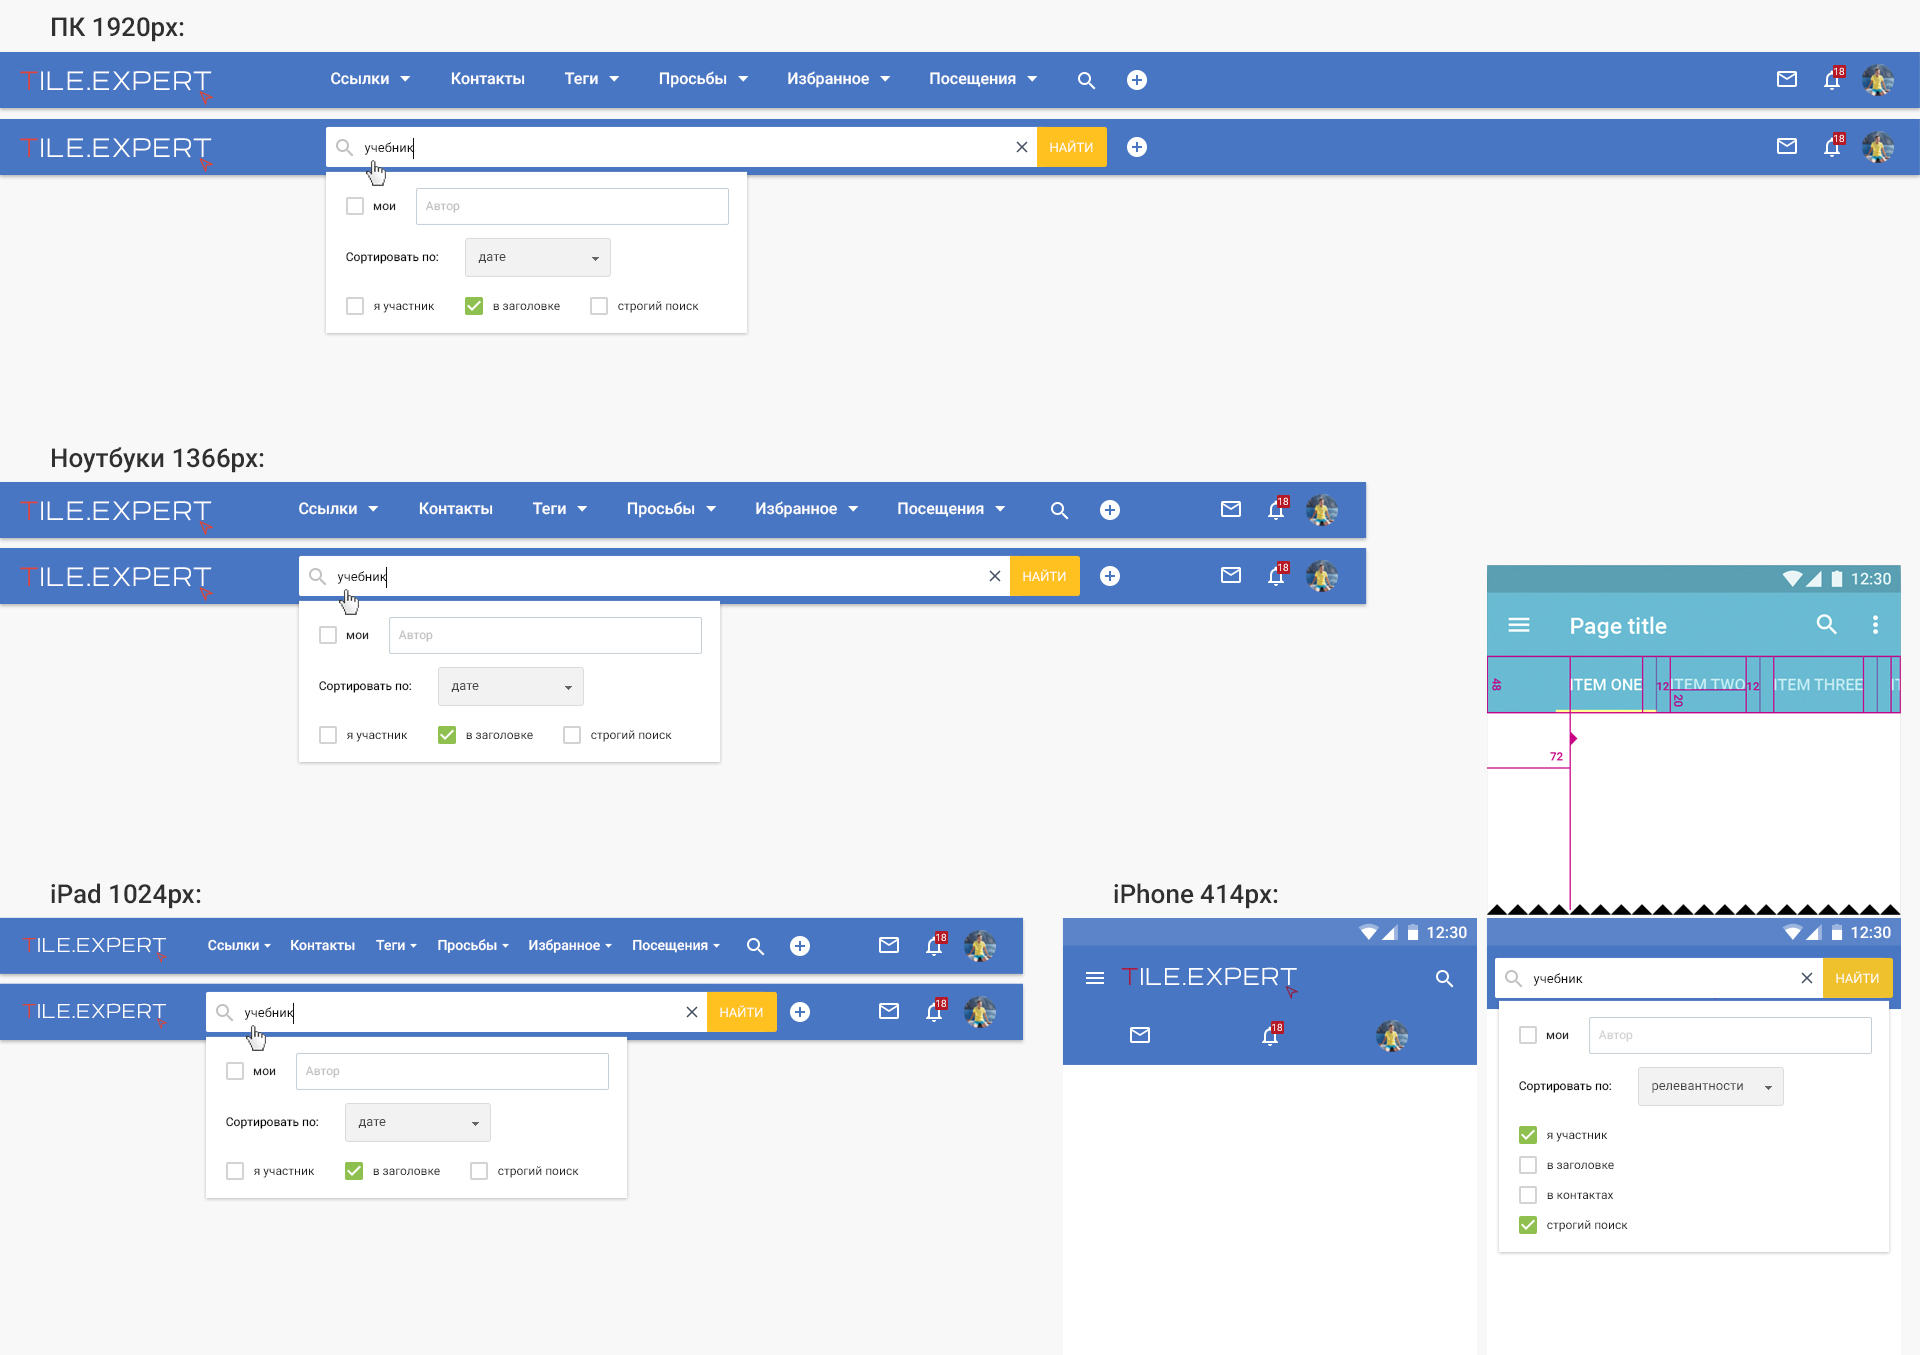 ПК 1920px:
TILE.EXPERT Ссылки Контакты Теги Просьбы Избранное Посещения 18
TILE.EXPERT учебник НАЙТИ 18
мои Автор
Сортировать по: дате
я участник в заголовке строгий поиск
Ноутбуки 1366px:
TILE.EXPERT Ссылки Контакты Теги Просьбы Избранное Посещения 18
TILE.EXPERT учебник НАЙТИ 18
мои Автор
Сортировать по: дате
я участник в заголовке строгий поиск
12:30
Page title
48 ITEM ONE 12 ITEM TWO 12 ITEM THREE IT
20
72
iPad 1024px:
TILE.EXPERT Ссылки Контакты Теги Просьбы Избранное Посещения 18
TILE.EXPERT учебник НАЙТИ 18
мои Автор
Сортировать по: дате
я участник в заголовке строгий поиск
iPhone 414px:
12:30
TILE.EXPERT
18
12:30
учебник НАЙТИ
мои Автор
Сортировать по: релевантности
я участник
в заголовке
в контактах
строгий поиск